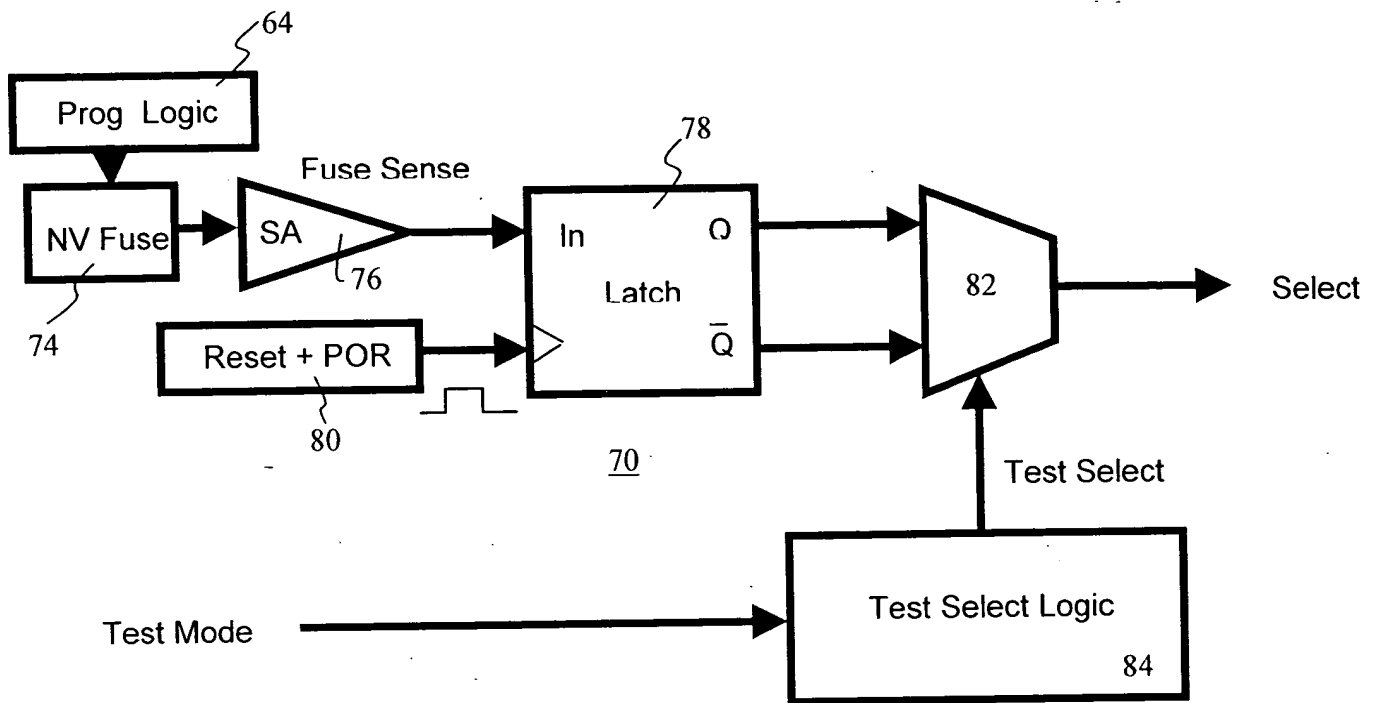 64
Prog Logic
Fuse Sense
78
NV Fuse
SA
76
In
Q
Latch
Q̅
82
Select
74
Reset + POR
80
70
Test Select
Test Select Logic
Test Mode
84